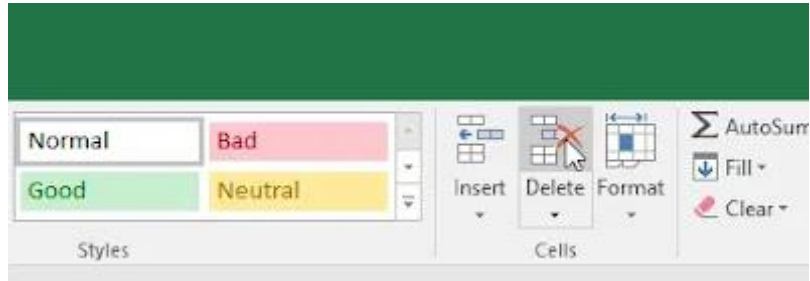 Normal
Bad
Good
Neutral
Styles
Insert
Delete
Format
Cells
AutoSum
Fill
Clear